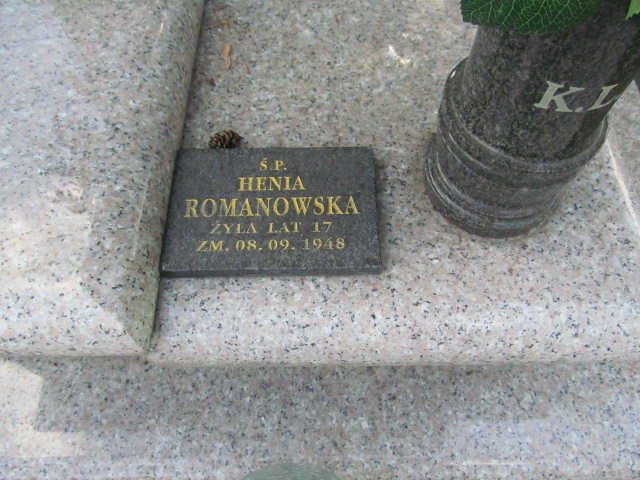 Ś.P.
HENIA
ROMANOWSKA
ŻYŁA LAT 17
ZM. 08. 09. 1948
K.L